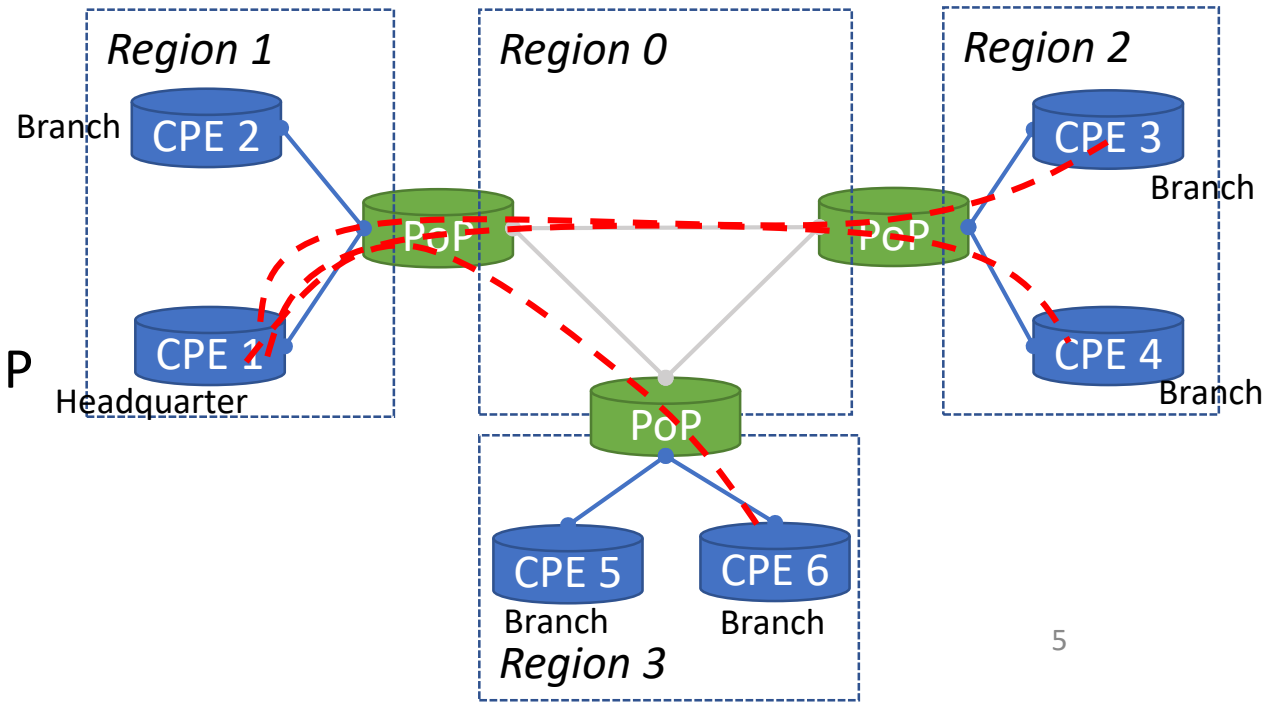 Region 1
Region 0
Region 2
Branch
CPE 2
CPE 3
Branch
PoP
PoP
P
CPE 1
Headquarter
CPE 4
Branch
PoP
CPE 5
CPE 6
Branch
Branch
Region 3
5